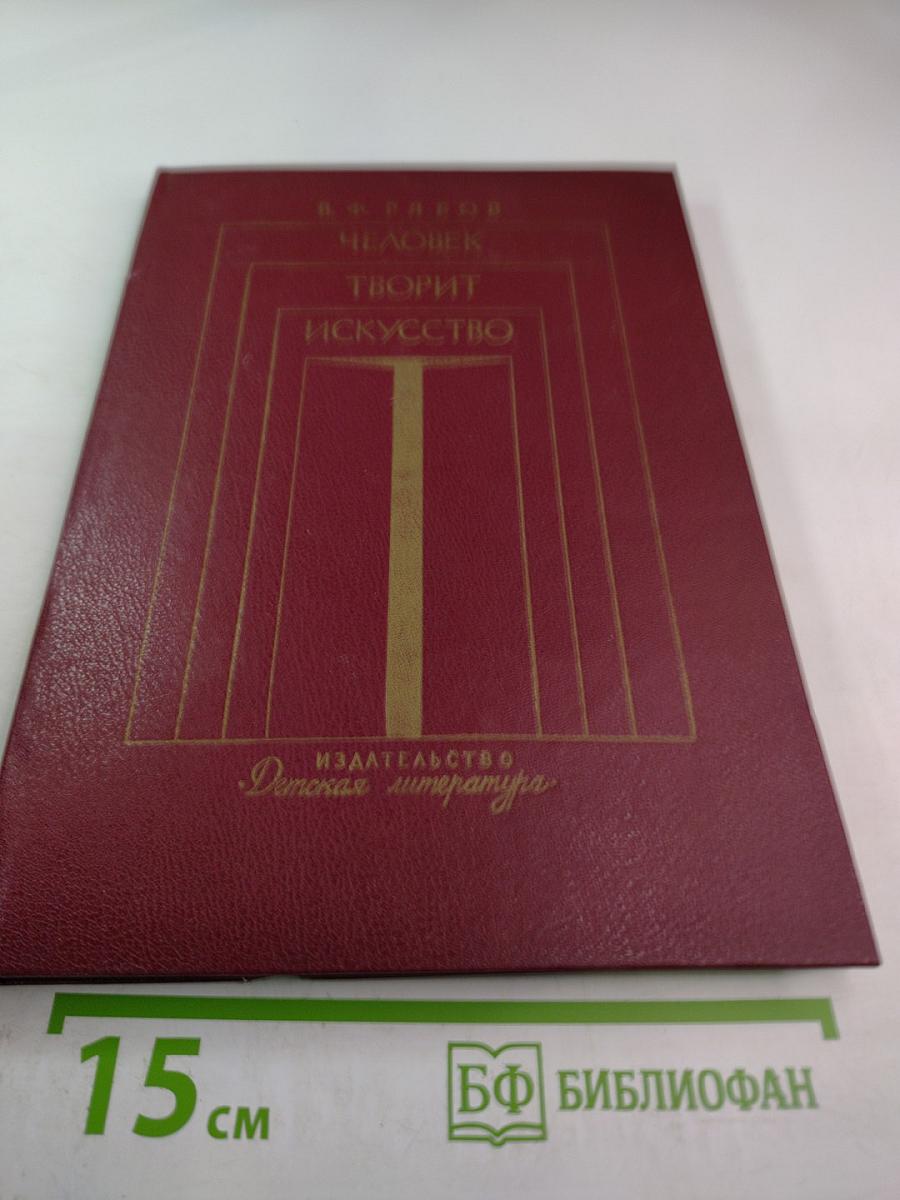 В. Ф. РЯБОВ
ЧЕЛОВЕК
ТВОРИТ
ИСКУССТВО
ИЗДАТЕЛЬСТВО
«Детская литература»
15 см
БФ БИБЛИОФАН